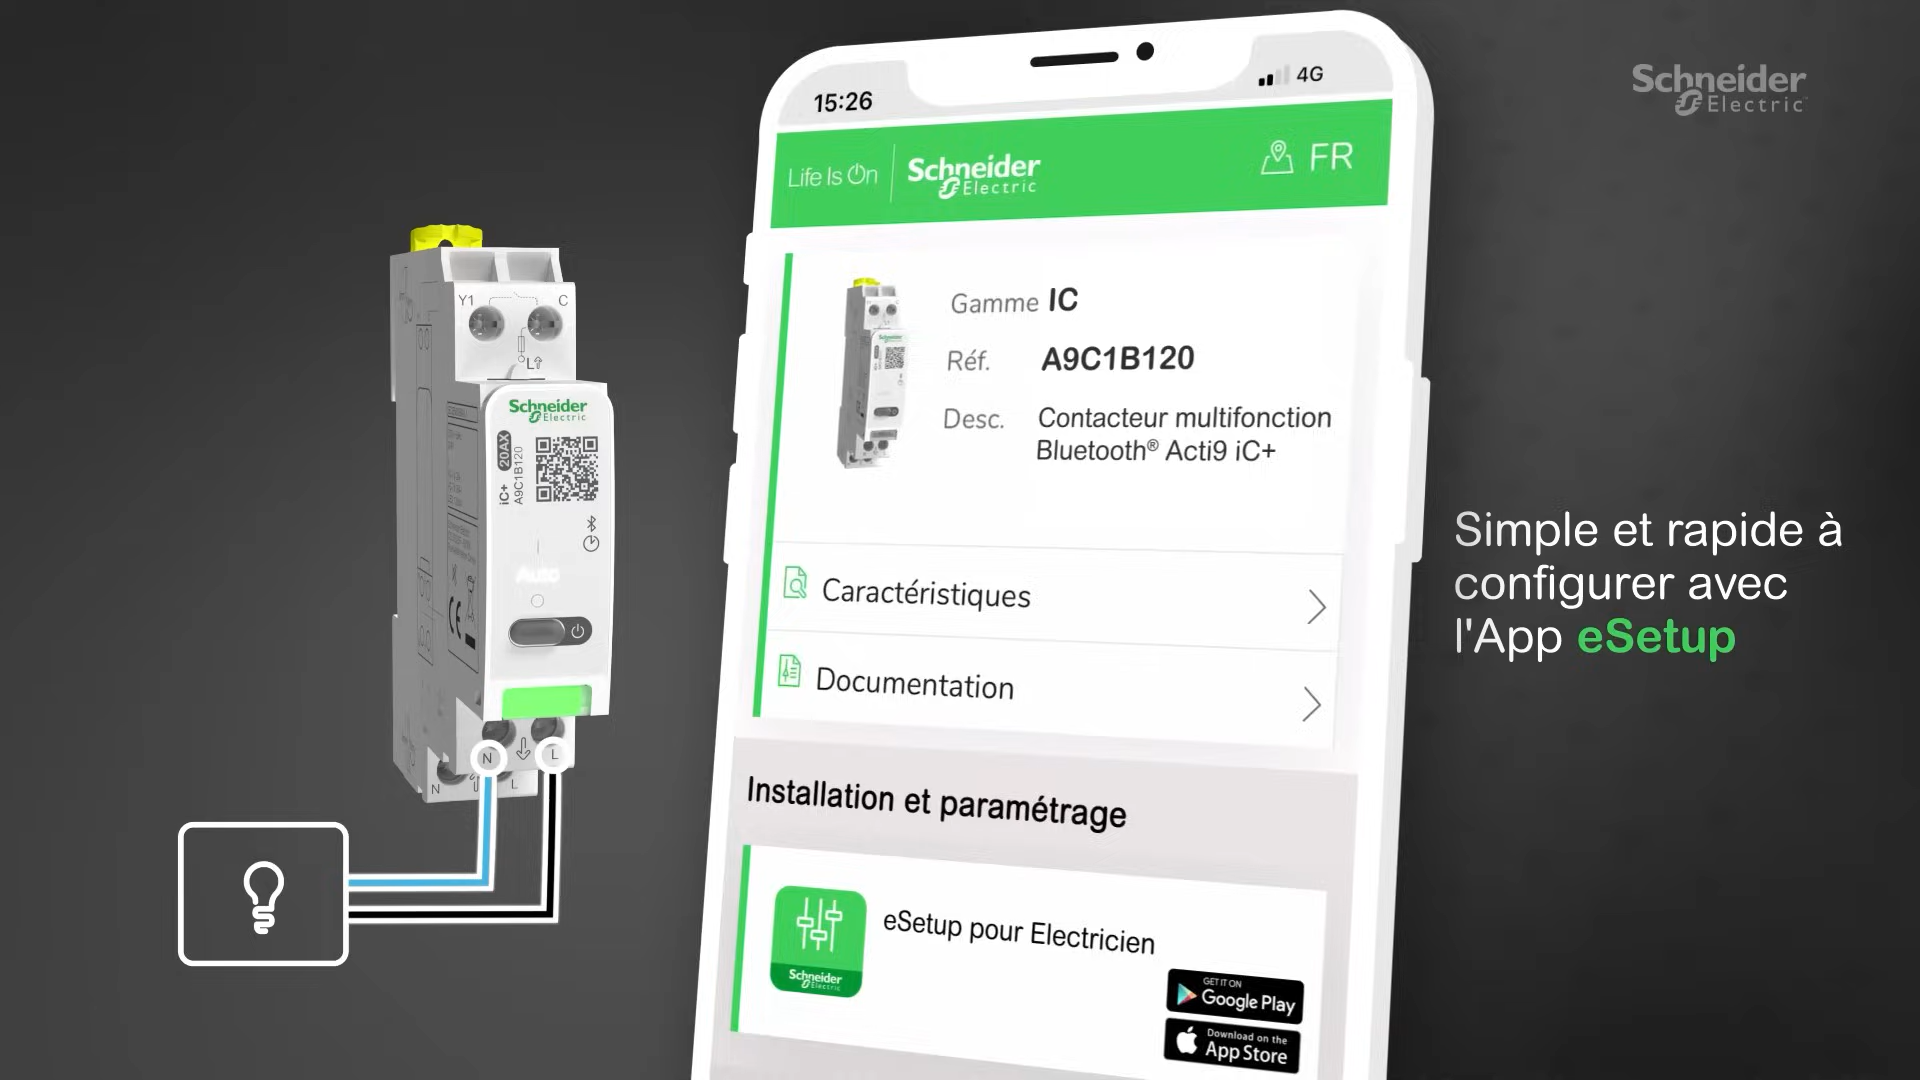 Schneider
Electric
15:26
4G
Life Is On
Schneider
Electric
FR
Gamme IC
Réf. A9C1B120
Desc. Contacteur multifonction
Bluetooth® Acti9 iC+
Caractéristiques
Documentation
Installation et paramétrage
eSetup pour Electricien
Schneider
Electric
GET IT ON
Google Play
Download on the
App Store
Y1
C
L
Schneider
Electric
iC+ 20AX
A9C1B120
Auto
CE
N
L
N
L
Simple et rapide à
configurer avec
l'App eSetup